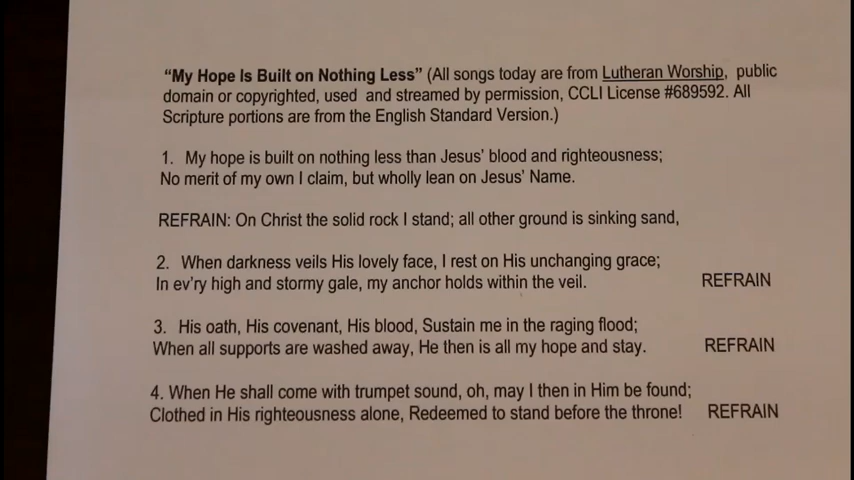 “My Hope Is Built on Nothing Less” (All songs today are from Lutheran Worship, public
domain or copyrighted, used and streamed by permission, CCLI License #689592. All
Scripture portions are from the English Standard Version.)
1. My hope is built on nothing less than Jesus’ blood and righteousness;
No merit of my own I claim, but wholly lean on Jesus’ Name.
REFRAIN: On Christ the solid rock I stand; all other ground is sinking sand,
2. When darkness veils His lovely face, I rest on His unchanging grace;
In ev’ry high and stormy gale, my anchor holds within the veil. REFRAIN
3. His oath, His covenant, His blood, Sustain me in the raging flood;
When all supports are washed away, He then is all my hope and stay. REFRAIN
4. When He shall come with trumpet sound, oh, may I then in Him be found;
Clothed in His righteousness alone, Redeemed to stand before the throne! REFRAIN